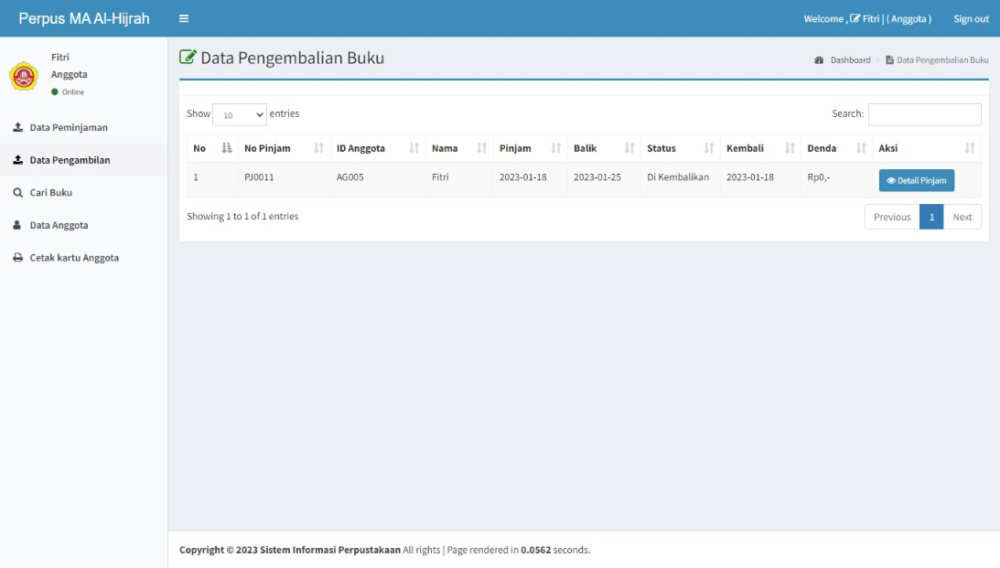 Perpus MA Al-Hijrah
Welcome , Fitri | ( Anggota ) Sign out
Fitri
Anggota
Online
Data Peminjaman
Data Pengambilan
Cari Buku
Data Anggota
Cetak kartu Anggota
Data Pengembalian Buku
Dashboard > Data Pengembalian Buku
Show 10 entries Search:
No No Pinjam ID Anggota Nama Pinjam Balik Status Kembali Denda Aksi
1 PJ0011 AG005 Fitri 2023-01-18 2023-01-25 Di Kembalikan 2023-01-18 Rp0,- Detail Pinjam
Showing 1 to 1 of 1 entries Previous 1 Next
Copyright © 2023 Sistem Informasi Perpustakaan All rights | Page rendered in 0.0562 seconds.